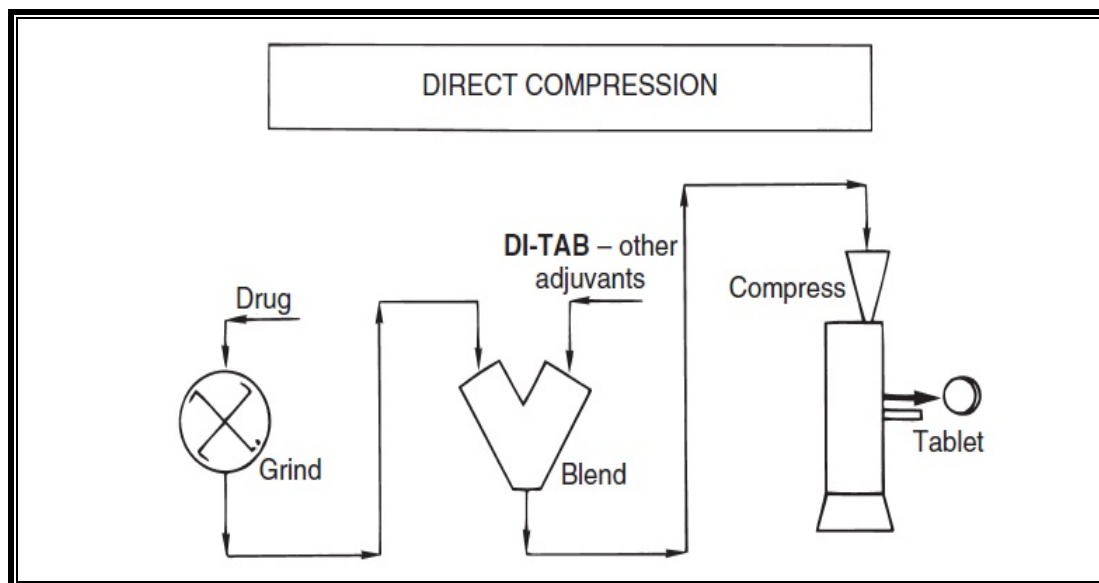 DIRECT COMPRESSION
DI-TAB – other
adjuvants
Drug
Compress
Grind
Blend
Tablet